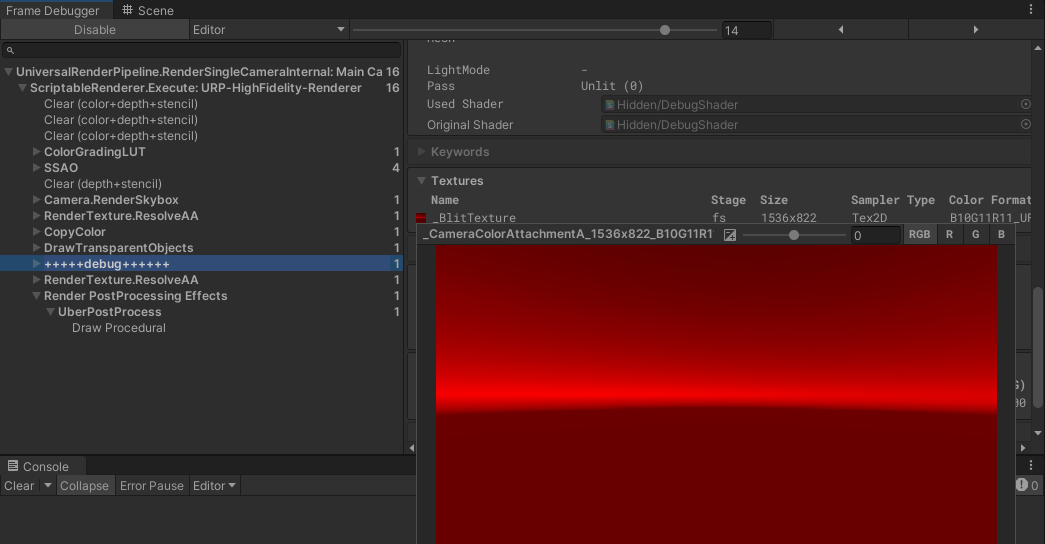 Frame Debugger
Scene
Disable
Editor
14
UniversalRenderPipeline.RenderSingleCameraInternal: Main Ca 16
ScriptableRenderer.Execute: URP-HighFidelity-Renderer 16
Clear (color+depth+stencil)
Clear (color+depth+stencil)
Clear (color+depth+stencil)
ColorGradingLUT 1
SSAO 4
Clear (depth+stencil)
Camera.RenderSkybox 1
RenderTexture.ResolveAA 1
CopyColor 1
DrawTransparentObjects 1
+++++debug++++++ 1
RenderTexture.ResolveAA 1
Render PostProcessing Effects 1
UberPostProcess 1
Draw Procedural
LightMode -
Pass Unlit (0)
Used Shader Hidden/DebugShader
Original Shader Hidden/DebugShader
Keywords
Textures
Name Stage Size Sampler Type Color Format
_BlitTexture fs 1536x822 Tex2D B10G11R11_UF
_CameraColorAttachmentA_1536x822_B10G11R1 0 RGB R G B
Console
Clear Collapse Error Pause Editor
0